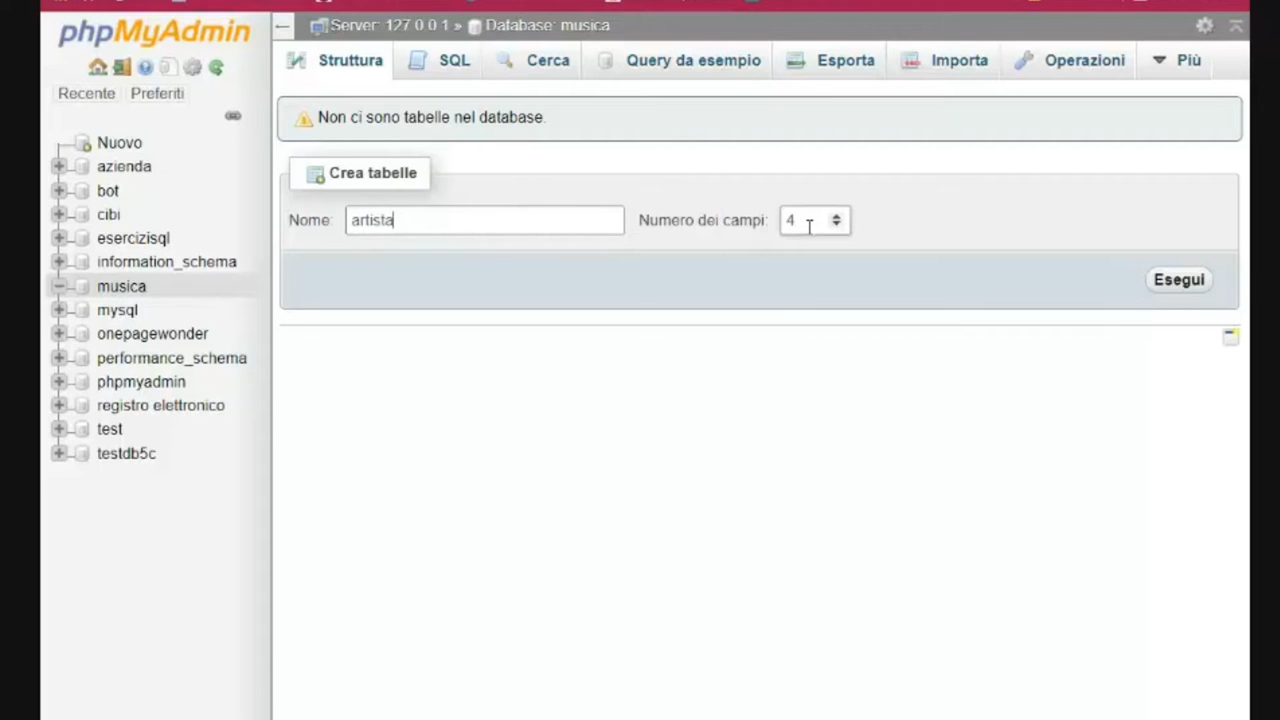 phpMyAdmin
Recente Preferiti
Nuovo
azienda
bot
cibi
esercizisql
information_schema
musica
mysql
onepagewonder
performance_schema
phpmyadmin
registro elettronico
test
testdb5c
Server: 127.0.0.1 » Database: musica
Struttura SQL Cerca Query da esempio Esporta Importa Operazioni Più
Non ci sono tabelle nel database.
Crea tabelle
Nome: artista Numero dei campi: 4
Esegui